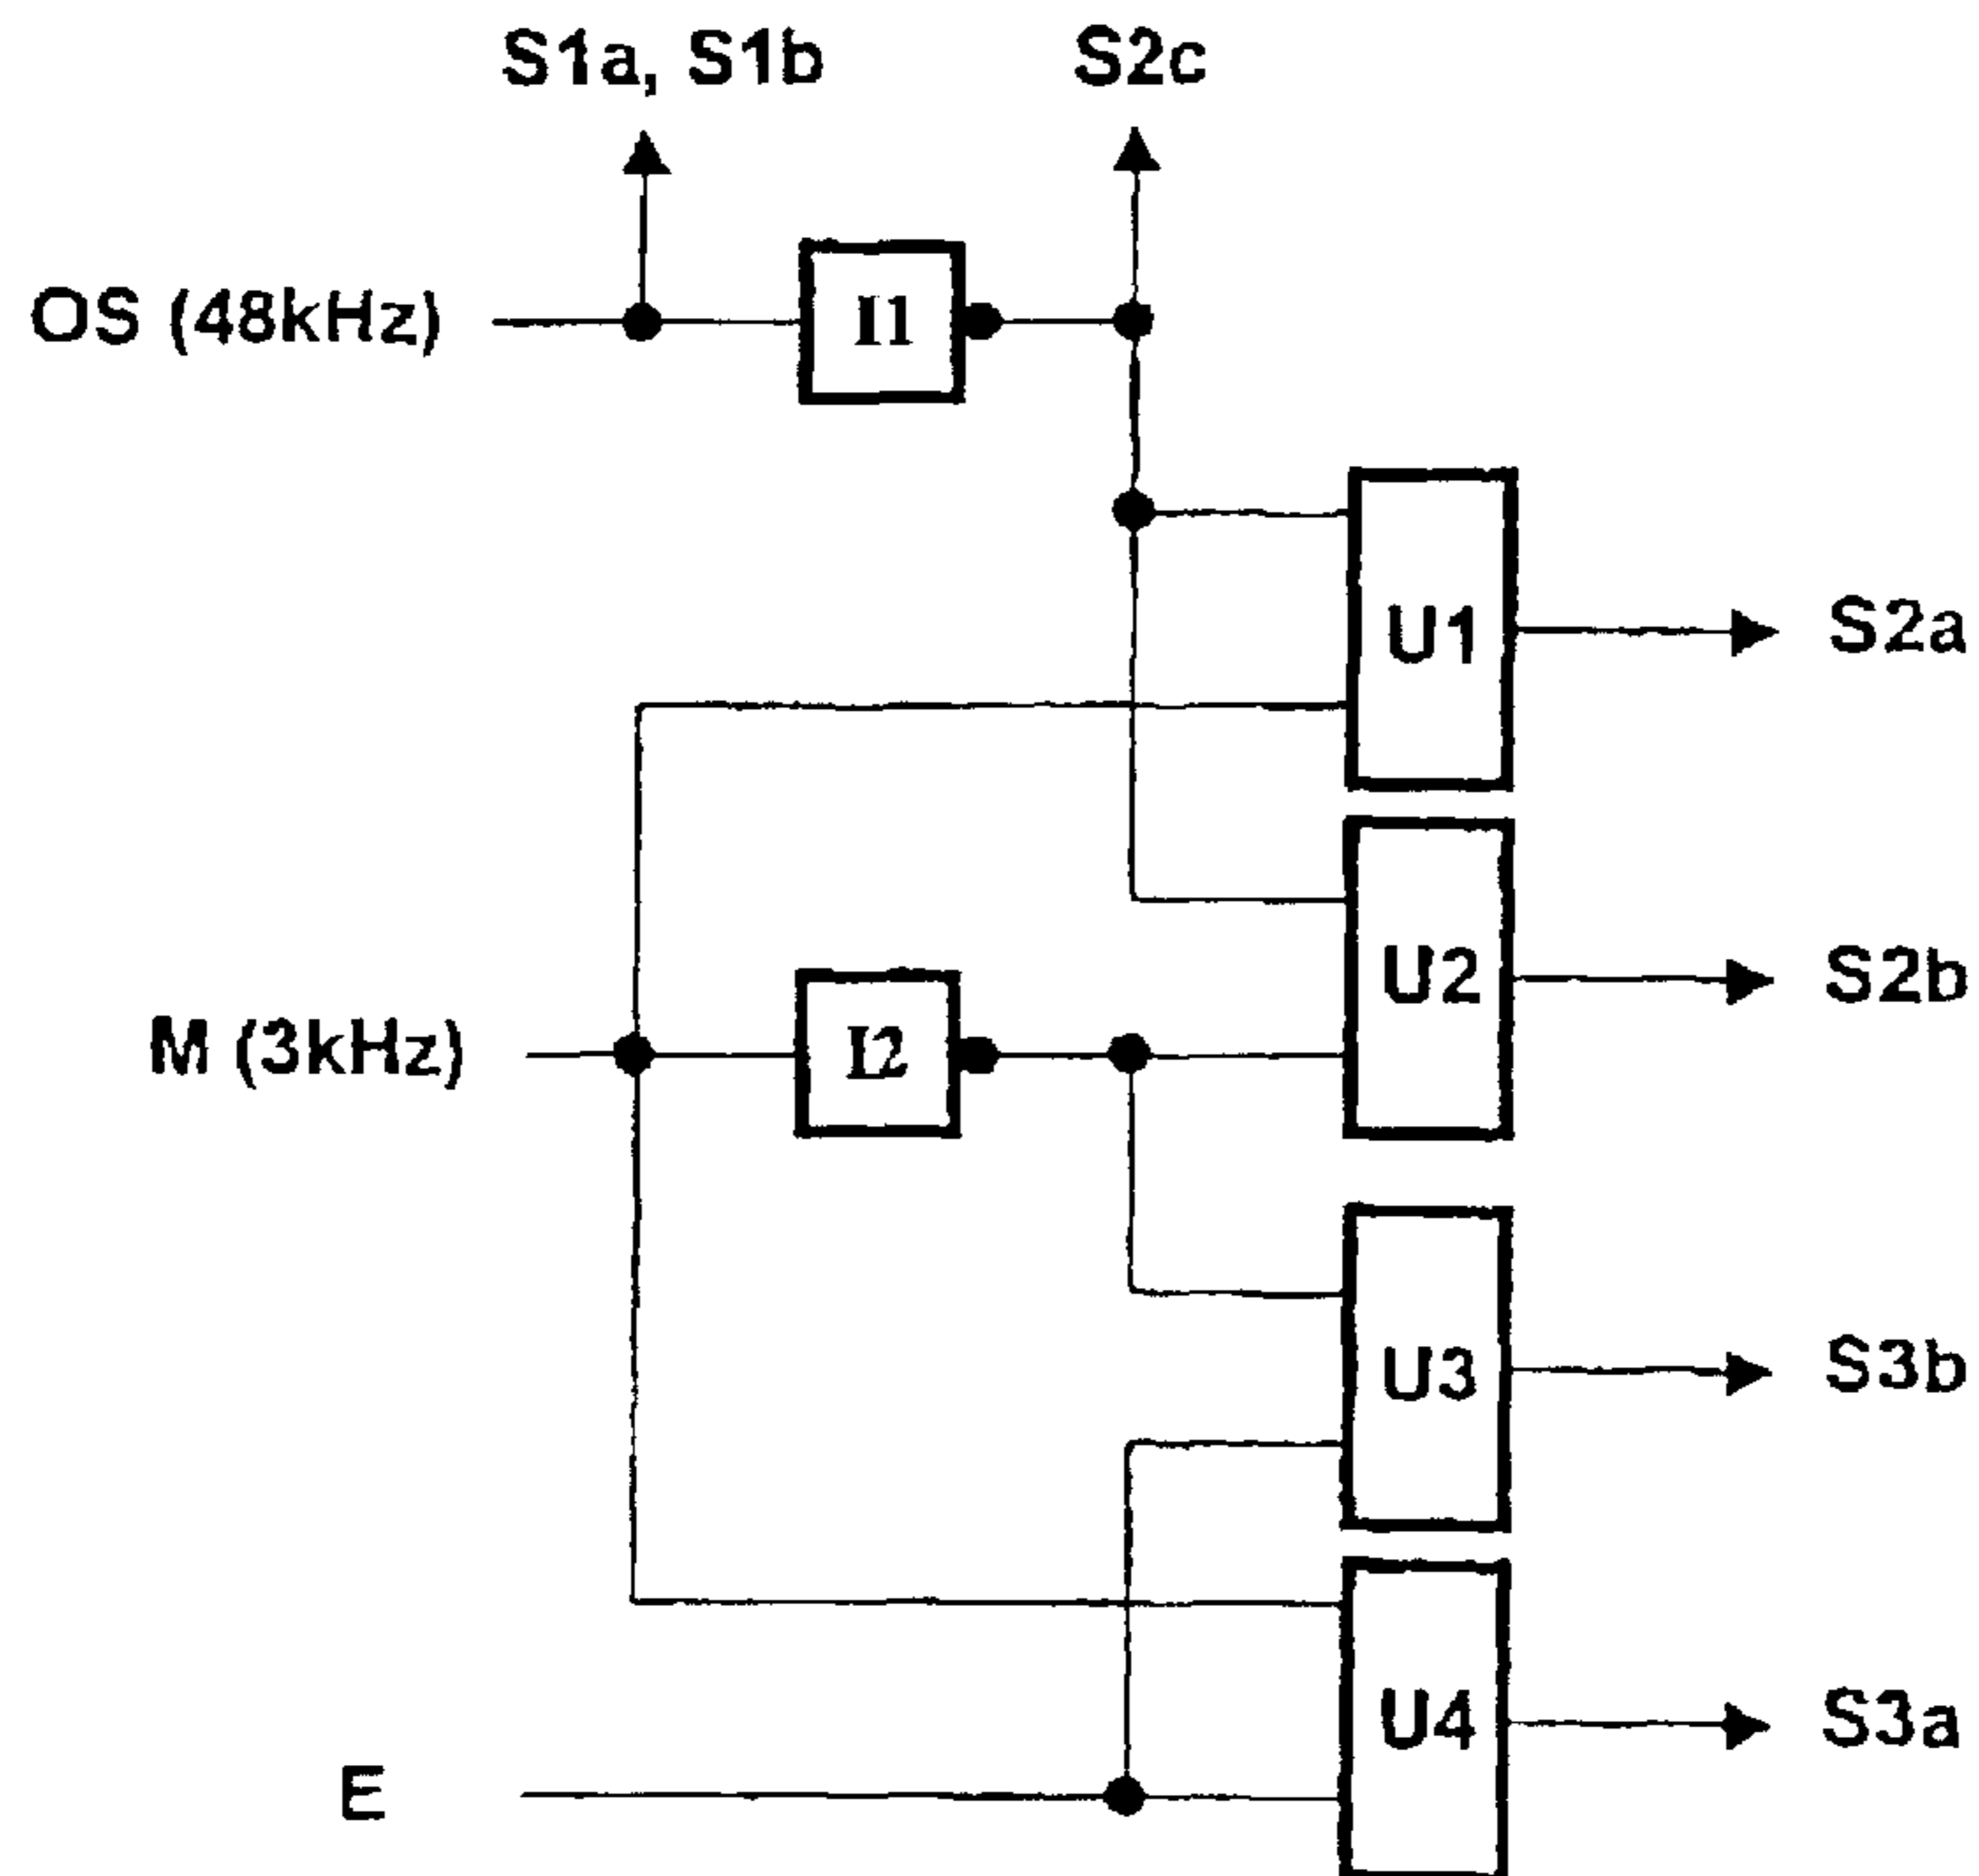 S1a, S1b
S2c
OS (48kHz)
I1
U1
S2a
U2
S2b
M (3kHz)
I2
U3
S3b
U4
S3a
E